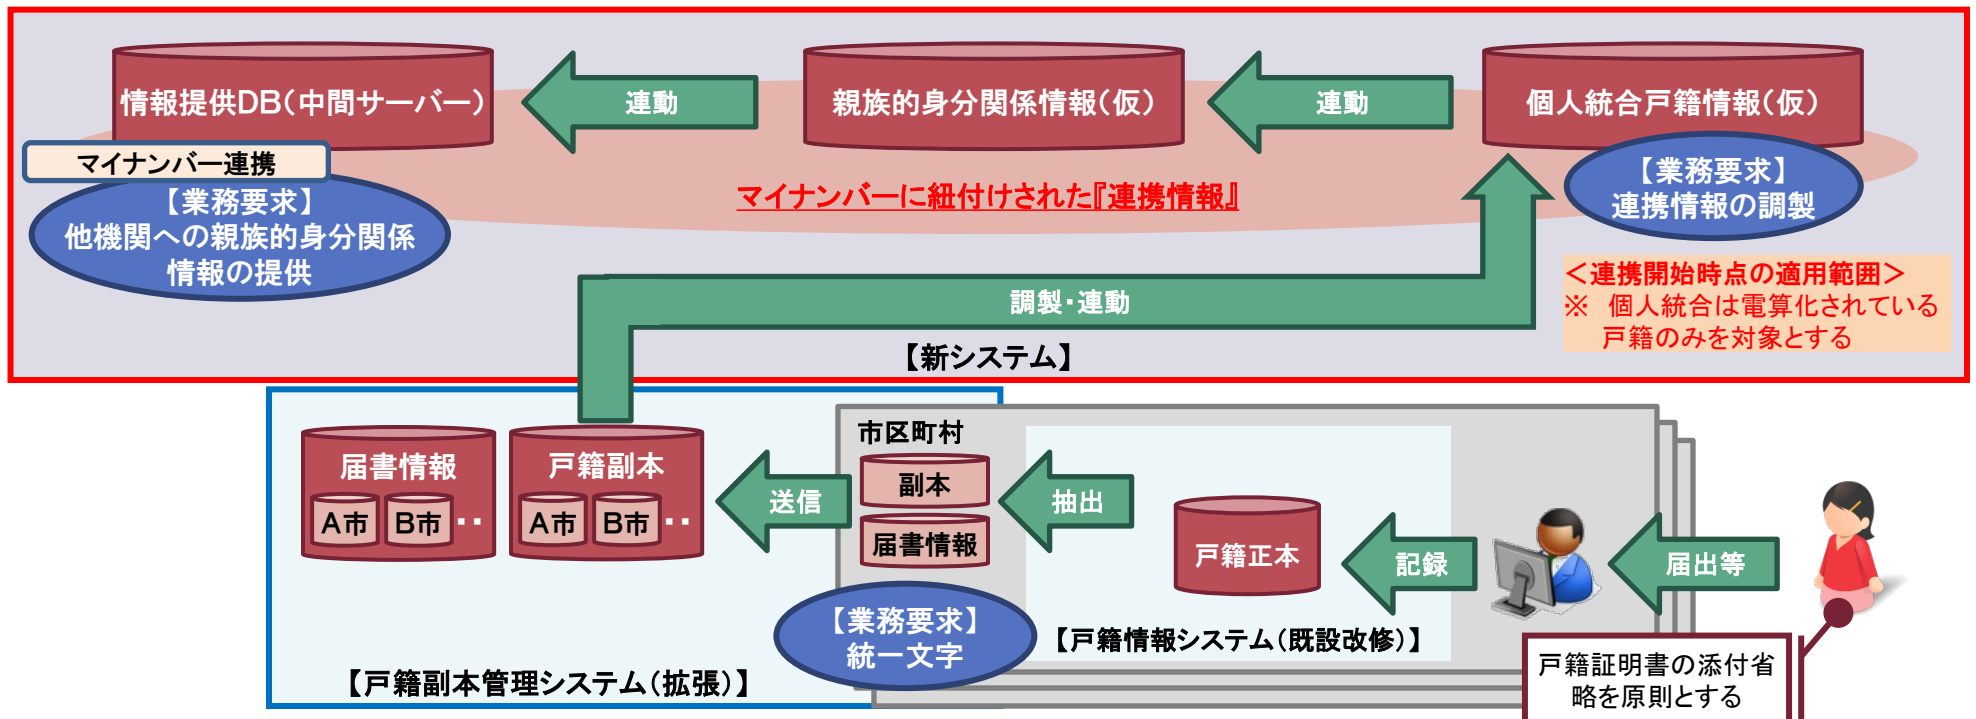 情報提供DB(中間サーバー)
連動
親族的身分関係情報(仮)
連動
個人統合戸籍情報(仮)
マイナンバー連携
【業務要求】
他機関への親族的身分関係
情報の提供
マイナンバーに紐付けされた『連携情報』
【業務要求】
連携情報の調製
<連携開始時点の適用範囲>
※ 個人統合は電算化されている
戸籍のみを対象とする
調製・連動
【新システム】
届書情報
A市
B市
‥
戸籍副本
A市
B市
‥
送信
市区町村
副本
届書情報
抽出
戸籍正本
記録
届出等
【業務要求】
統一文字
【戸籍情報システム(既設改修)】
【戸籍副本管理システム(拡張)】
戸籍証明書の添付省
略を原則とする